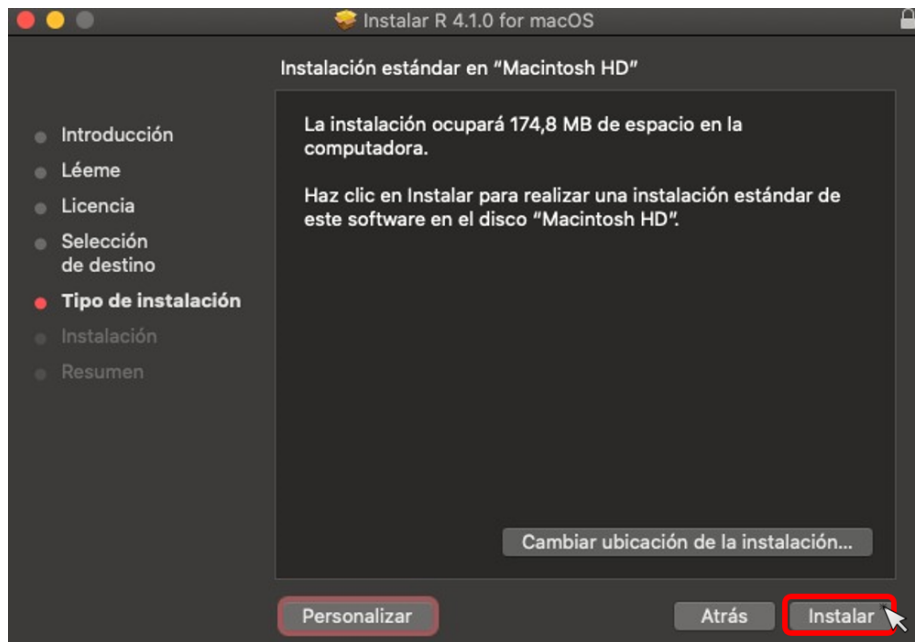 Instalar R 4.1.0 for macOS
Instalación estándar en “Macintosh HD”
Introducción
Léeme
Licencia
Selección
de destino
Tipo de instalación
Instalación
Resumen
La instalación ocupará 174,8 MB de espacio en la
computadora.
Haz clic en Instalar para realizar una instalación estándar de
este software en el disco “Macintosh HD”.
Cambiar ubicación de la instalación...
Personalizar
Atrás
Instalar